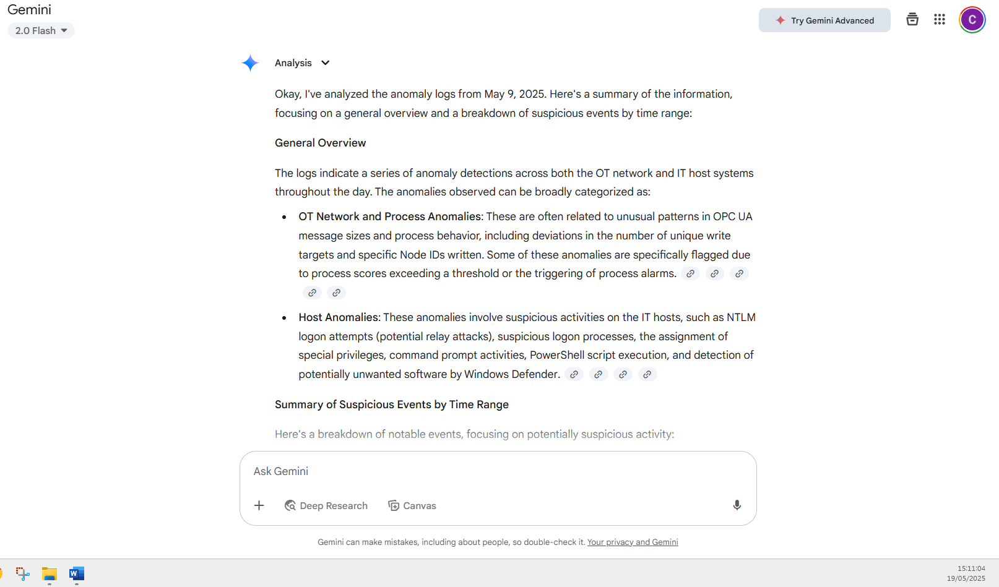 Gemini
2.0 Flash
Try Gemini Advanced
C
Analysis
Okay, I've analyzed the anomaly logs from May 9, 2025. Here's a summary of the information,
focusing on a general overview and a breakdown of suspicious events by time range:
General Overview
The logs indicate a series of anomaly detections across both the OT network and IT host systems
throughout the day. The anomalies observed can be broadly categorized as:
• OT Network and Process Anomalies: These are often related to unusual patterns in OPC UA
message sizes and process behavior, including deviations in the number of unique write
targets and specific Node IDs written. Some of these anomalies are specifically flagged due
to process scores exceeding a threshold or the triggering of process alarms.
• Host Anomalies: These anomalies involve suspicious activities on the IT hosts, such as NTLM
logon attempts (potential relay attacks), suspicious logon processes, the assignment of
special privileges, command prompt activities, PowerShell script execution, and detection of
potentially unwanted software by Windows Defender.
Summary of Suspicious Events by Time Range
Here's a breakdown of notable events, focusing on potentially suspicious activity:
Ask Gemini
Deep Research
Canvas
Gemini can make mistakes, including about people, so double-check it. Your privacy and Gemini
W
15:11:04
19/05/2025